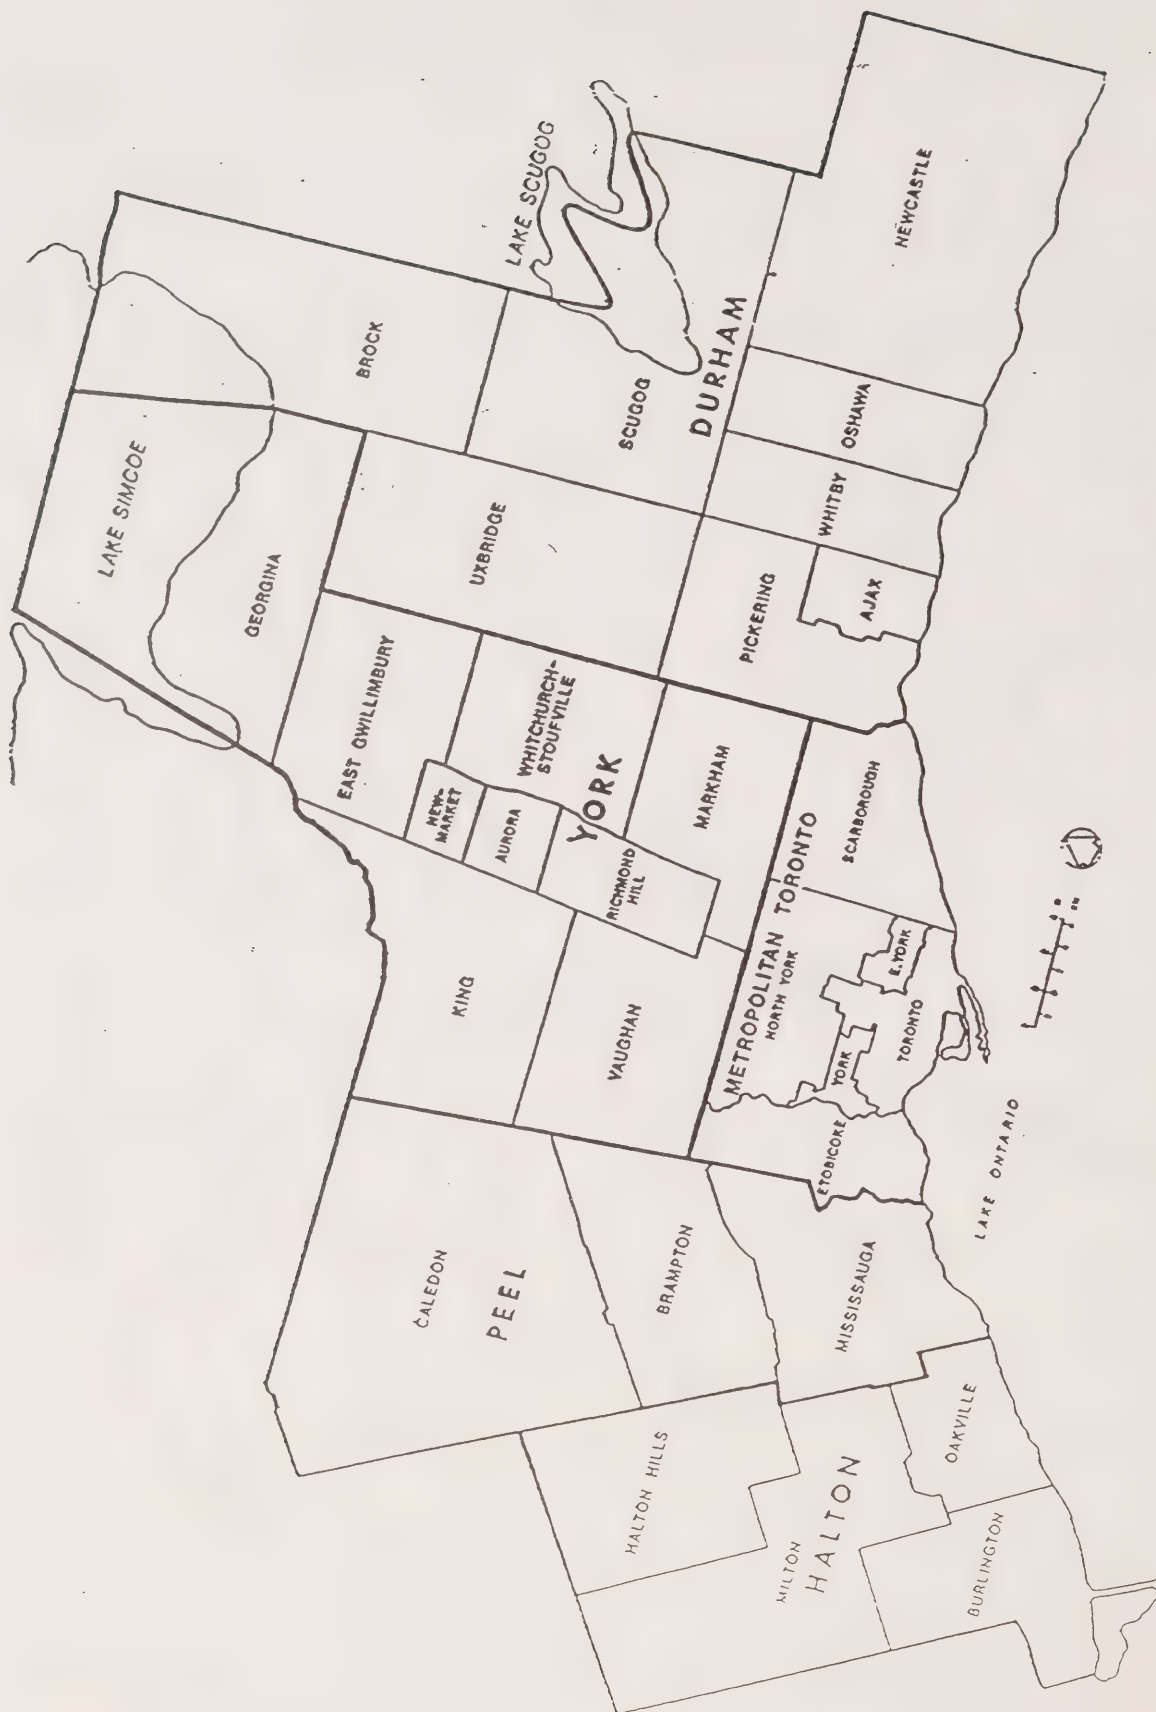 LAKE SIMCOE
GEORGINA
BROCK
LAKE SCUGOG
SCUGOG
UXBRIDGE
DURHAM
NEWCASTLE
OSHAWA
WHITBY
AJAX
PICKERING
EAST GWILLIMBURY
NEW-
MARKET
AURORA
WHITCHURCH-
STOUFVILLE
YORK
RICHMOND
HILL
MARKHAM
KING
VAUGHAN
METROPOLITAN TORONTO
NORTH YORK
SCARBOROUGH
E.YORK
YORK
TORONTO
ETOBICOKE
CALEDON
PEEL
BRAMPTON
MISSISSAUGA
HALTON HILLS
MILTON
HALTON
OAKVILLE
BURLINGTON
LAKE ONTARIO